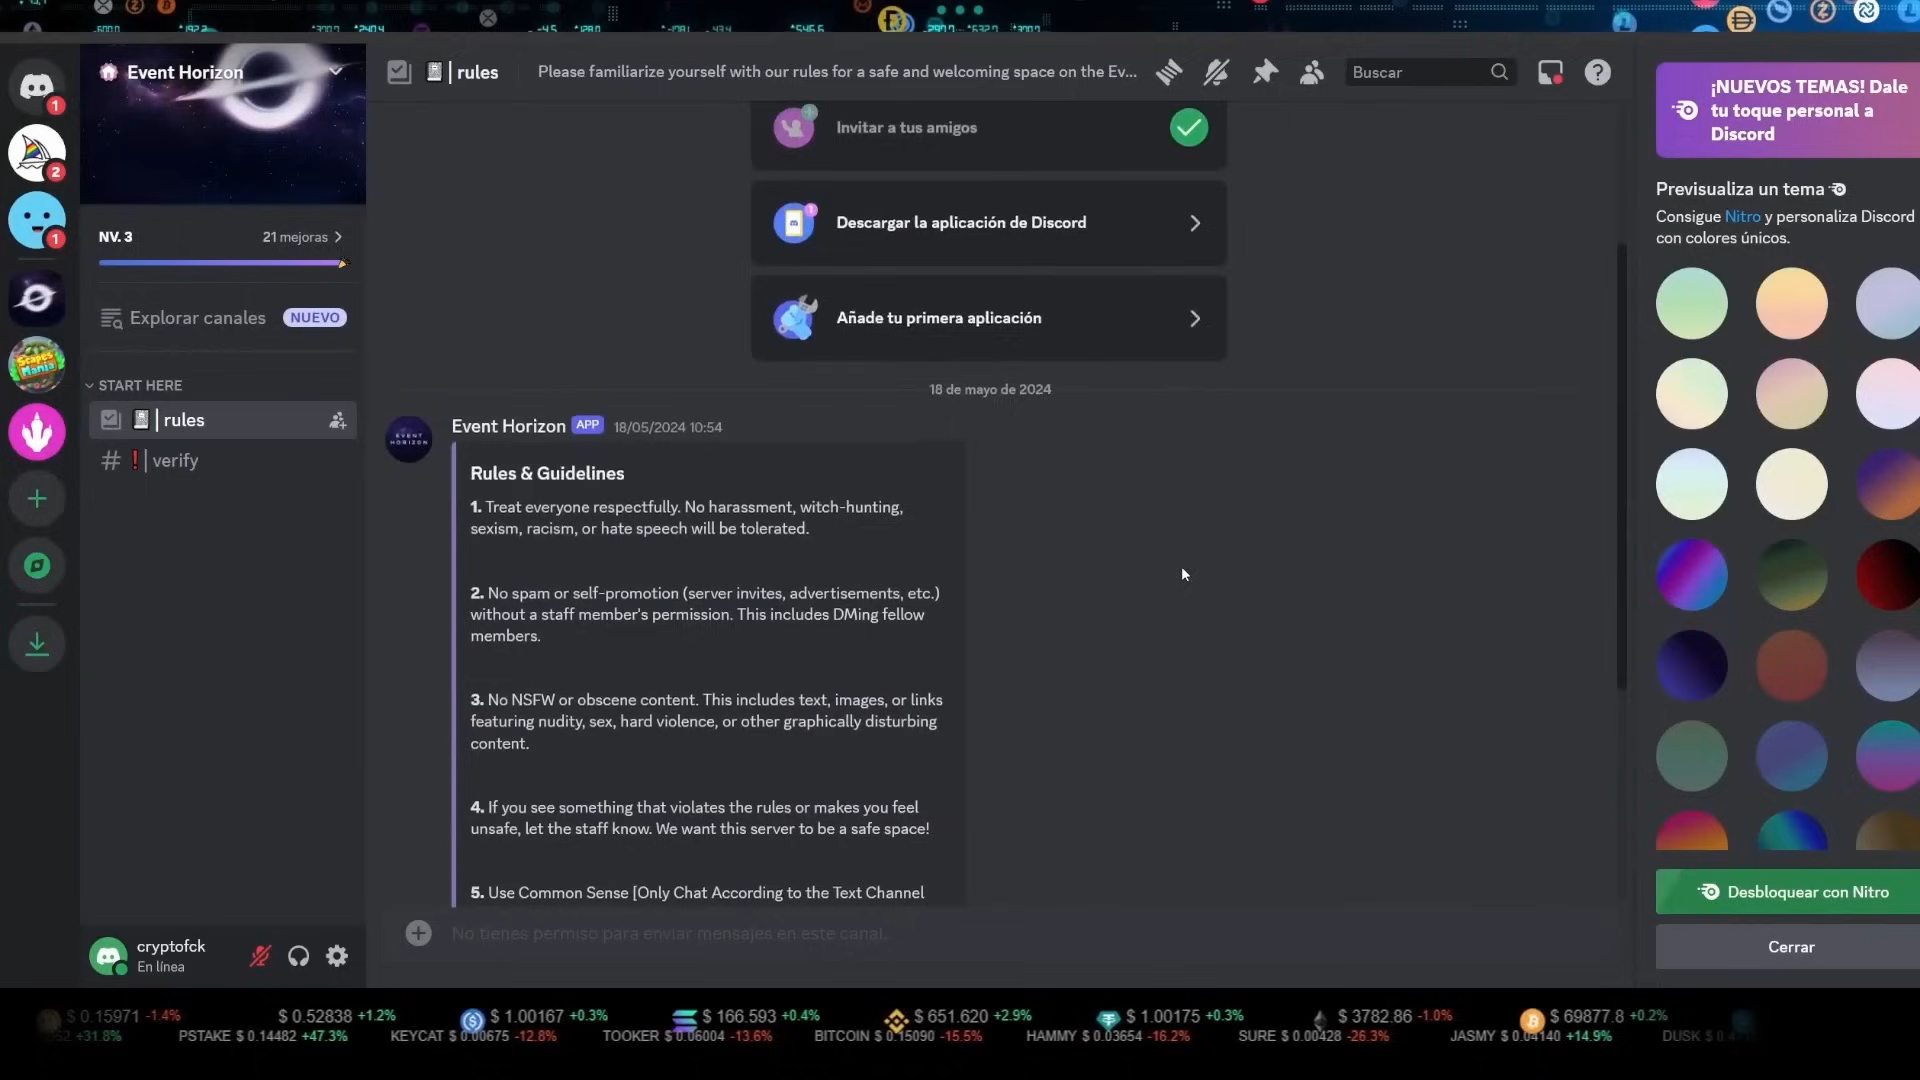 Event Horizon
rules
Please familiarize yourself with our rules for a safe and welcoming space on the Ev...
Buscar
1
2
1
NV. 3
21 mejoras
Explorar canales
NUEVO
START HERE
rules
verify
cryptofck
En línea
Invitar a tus amigos
Descargar la aplicación de Discord
Añade tu primera aplicación
18 de mayo de 2024
Event Horizon APP 18/05/2024 10:54
Rules & Guidelines
1. Treat everyone respectfully. No harassment, witch-hunting,
sexism, racism, or hate speech will be tolerated.
2. No spam or self-promotion (server invites, advertisements, etc.)
without a staff member's permission. This includes DMing fellow
members.
3. No NSFW or obscene content. This includes text, images, or links
featuring nudity, sex, hard violence, or other graphically disturbing
content.
4. If you see something that violates the rules or makes you feel
unsafe, let the staff know. We want this server to be a safe space!
5. Use Common Sense [Only Chat According to the Text Channel
No tienes permiso para enviar mensajes en este canal.
¡NUEVOS TEMAS! Dale
tu toque personal a
Discord
Previsualiza un tema
Consigue Nitro y personaliza Discord
con colores únicos.
Desbloquear con Nitro
Cerrar
$ 0.15971 -1.4% $ 0.52838 +1.2% $ 1.00167 +0.3% $ 166.593 +0.4% $ 651.620 +2.9% $ 1.00175 +0.3% $ 3782.86 -1.0% $ 69877.8 +0.2%
+31.8% PSTAKE $ 0.14482 +47.3% KEYCAT $ 0.00675 -12.8% TOOKER $ 0.06004 -13.6% BITCOIN $ 0.15090 -15.5% HAMMY $ 0.03654 -16.2% SURE $ 0.00428 -26.3% JASMY $ 0.04140 +14.9% DUSK